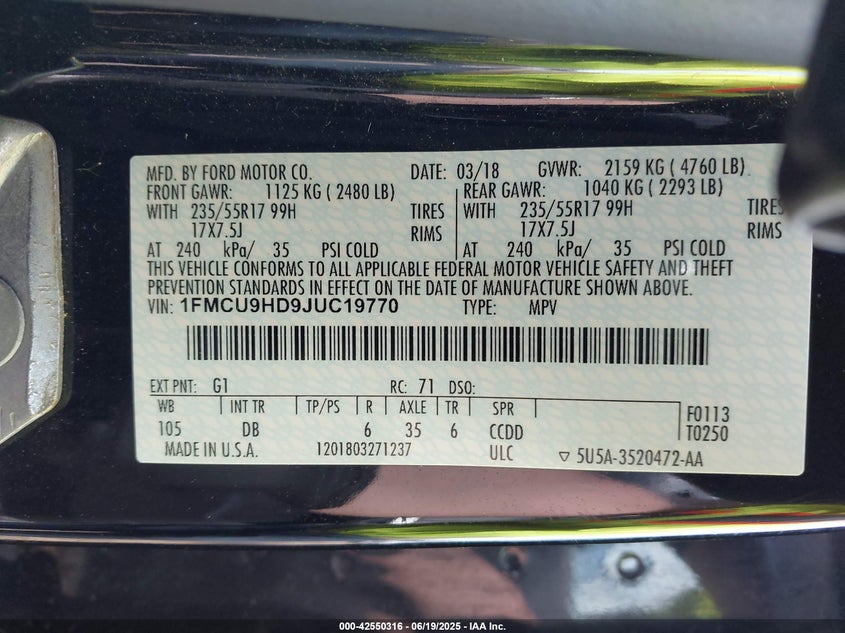 MFD. BY FORD MOTOR CO. DATE: 03/18 GVWR: 2159 KG ( 4760 LB)
FRONT GAWR: 1125 KG ( 2480 LB) REAR GAWR: 1040 KG ( 2293 LB)
WITH 235/55R17 99H TIRES WITH 235/55R17 99H TIRES
17X7.5J RIMS 17X7.5J RIMS
AT 240 kPa/ 35 PSI COLD AT 240 kPa/ 35 PSI COLD
THIS VEHICLE CONFORMS TO ALL APPLICABLE FEDERAL MOTOR VEHICLE SAFETY AND THEFT
PREVENTION STANDARDS IN EFFECT ON THE DATE OF MANUFACTURE SHOWN ABOVE.
VIN: 1FMCU9HD9JUC19770 TYPE: MPV
EXT PNT: G1 RC: 71 DSO:
WB INT TR TP/PS R AXLE TR SPR F0113
105 DB 6 35 6 CCDD T0250
MADE IN U.S.A. 1201803271237 ULC ▽ 5U5A-3520472-AA
000-42550316 - 06/19/2025 - IAA Inc.